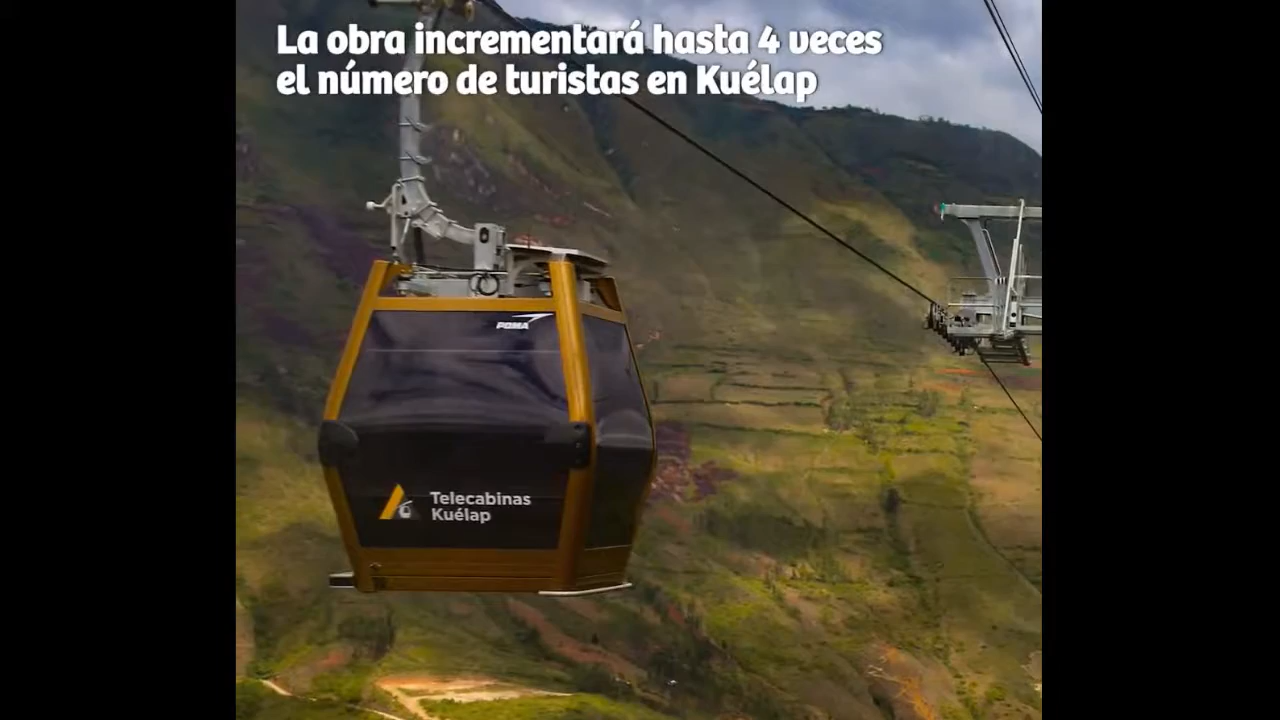 La obra incrementará hasta 4 veces
el número de turistas en Kuélap
POMA
Telecabinas
Kuélap